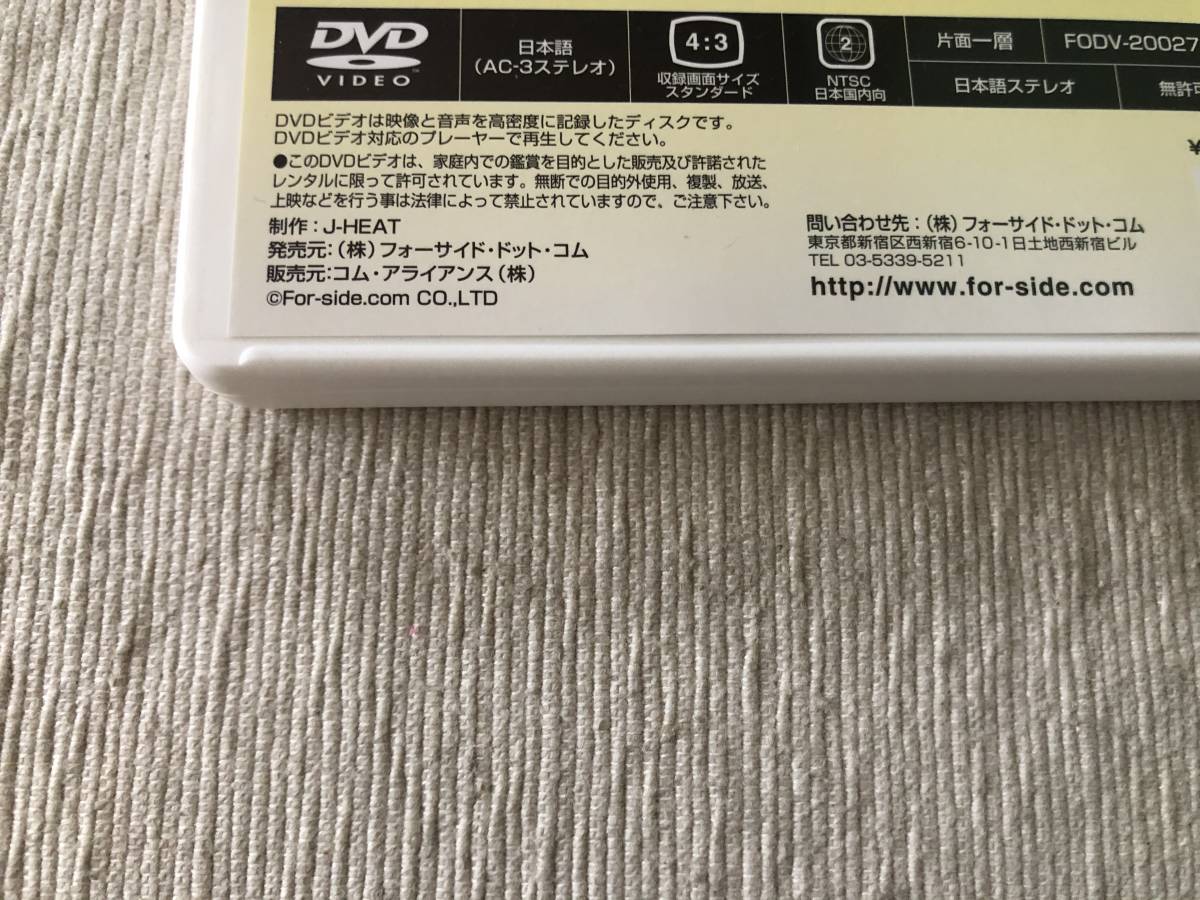 DVD
VIDEO
日本語
(AC-3ステレオ)
4:3
収録画面サイズ
スタンダード
2
NTSC
日本国内向
片面一層
FODV-20027
日本語ステレオ
無許可
¥
DVDビデオは映像と音声を高密度に記録したディスクです。
DVDビデオ対応のプレーヤーで再生してください。
●このDVDビデオは、家庭内での鑑賞を目的とした販売及び許諾された
レンタルに限って許可されています。無断での目的外使用、複製、放送、
上映などを行う事は法律によって禁止されていますので、ご注意下さい。
制作:J-HEAT
発売元:(株)フォーサイド・ドット・コム
販売元:コム・アライアンス(株)
©For-side.com CO.,LTD
問い合わせ先:(株)フォーサイド・ドット・コム
東京都新宿区西新宿6-10-1日土地西新宿ビル
TEL 03-5339-5211
http://www.for-side.com